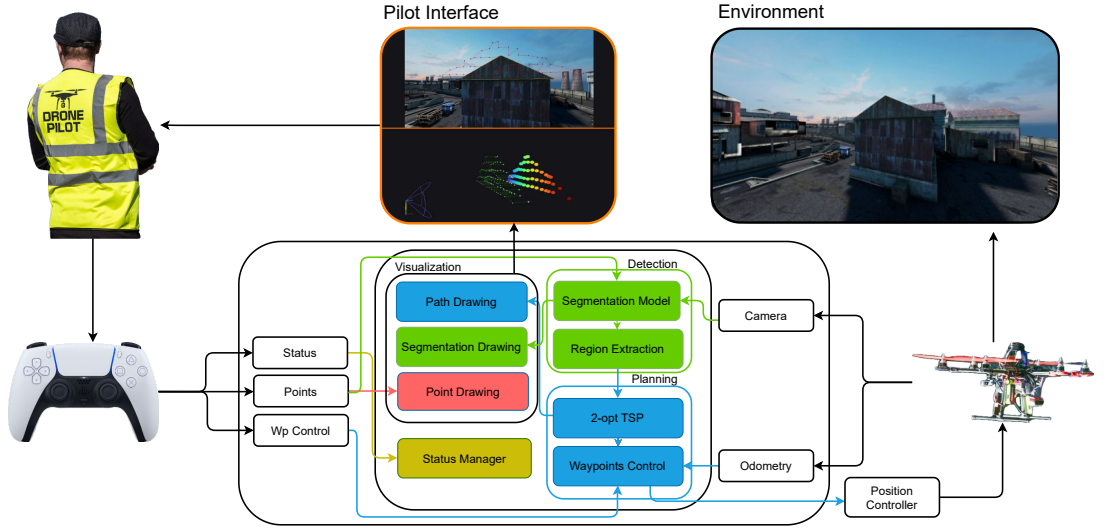 Pilot Interface
Environment
DRONE
PILOT
Visualization
Detection
Path Drawing
Segmentation Model
Camera
Segmentation Drawing
Region Extraction
Status
Points
Point Drawing
Planning
2-opt TSP
Wp Control
Status Manager
Waypoints Control
Odometry
Position
Controller